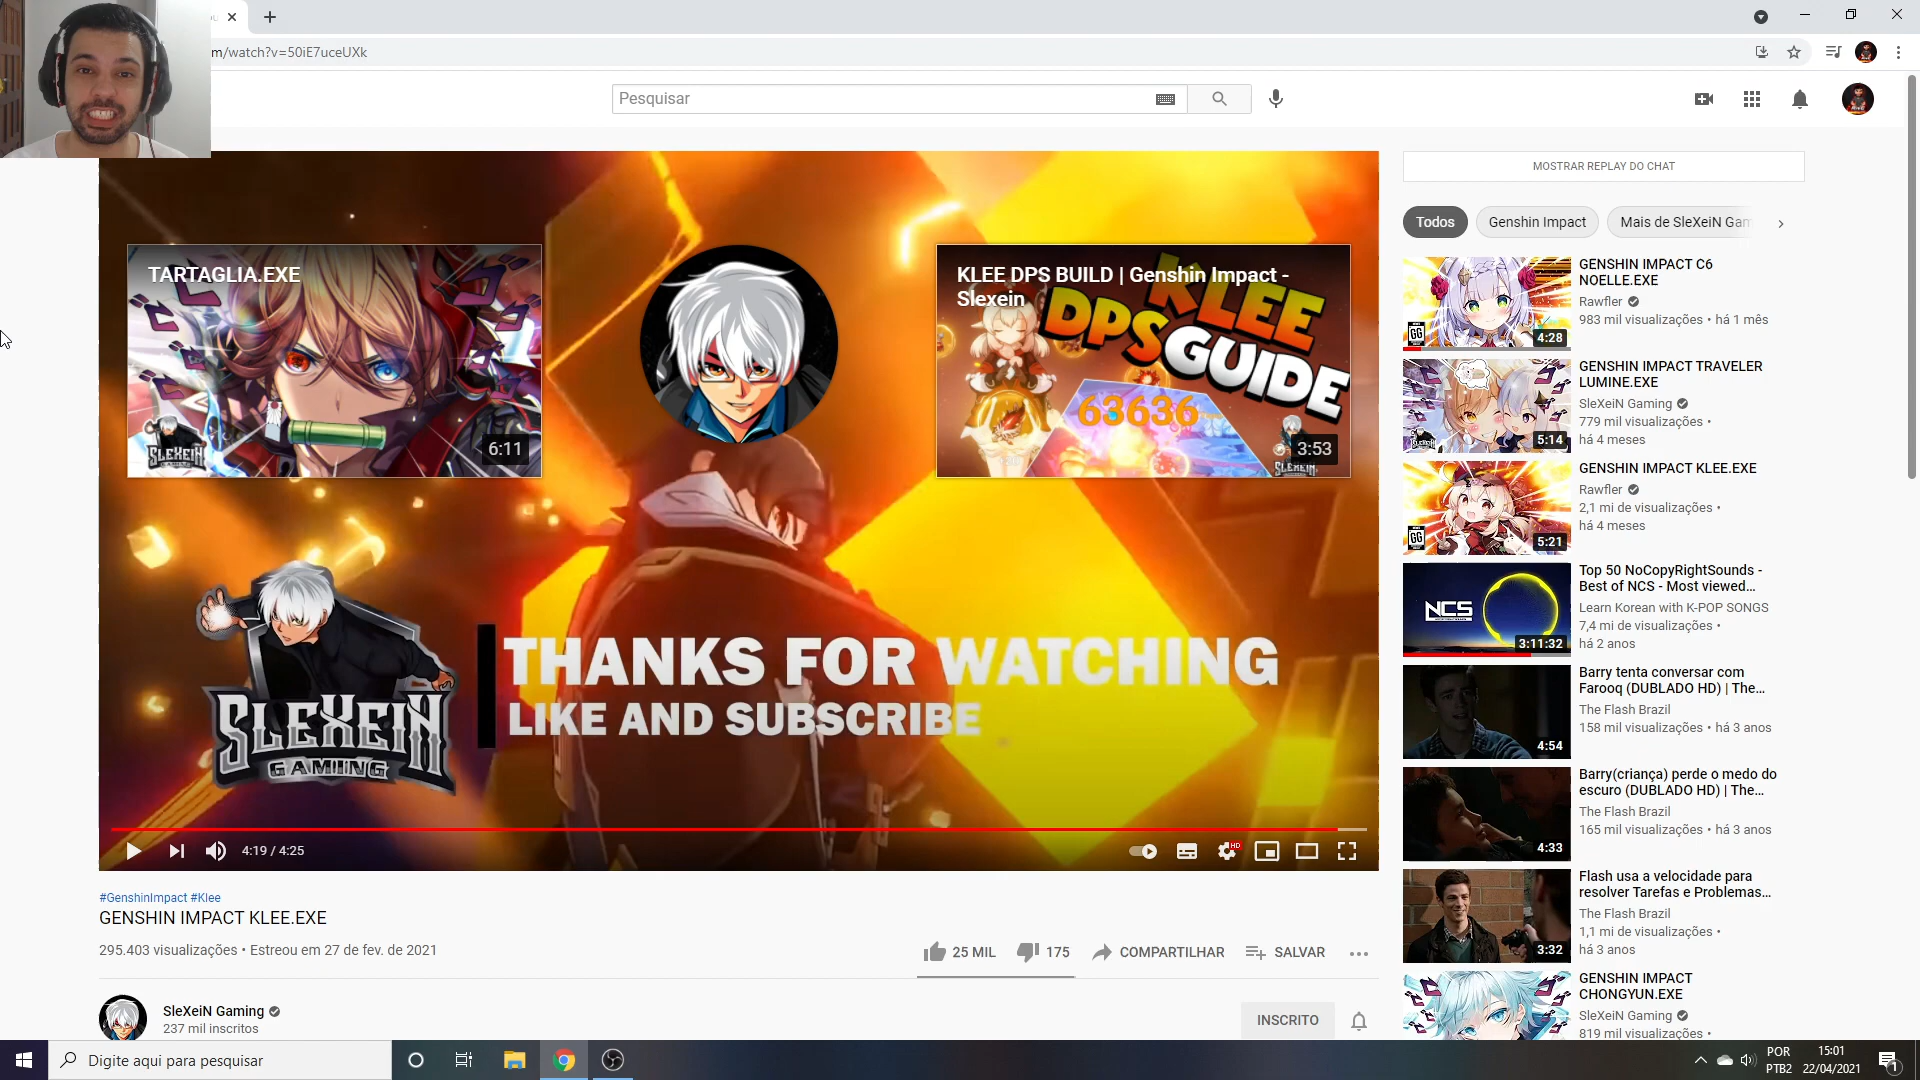 m/watch?v=50iE7uceUXk
Pesquisar
TARTAGLIA.EXE
6:11
SLEXEIN
KLEE DPS BUILD | Genshin Impact -
Slexein
KLEE
DPS GUIDE
63636
3:53
SLEXEIN
SLEXEIN
GAMING
THANKS FOR WATCHING
LIKE AND SUBSCRIBE
4:19 / 4:25
HD
#GenshinImpact #Klee
GENSHIN IMPACT KLEE.EXE
295.403 visualizações • Estreou em 27 de fev. de 2021
25 MIL
175
COMPARTILHAR
SALVAR
SleXeiN Gaming
237 mil inscritos
INSCRITO
MOSTRAR REPLAY DO CHAT
Todos
Genshin Impact
Mais de SleXeiN Gam
GENSHIN IMPACT C6
NOELLE.EXE
Rawfler
983 mil visualizações • há 1 mês
GG
4:28
GENSHIN IMPACT TRAVELER
LUMINE.EXE
SleXeiN Gaming
779 mil visualizações •
há 4 meses
5:14
GENSHIN IMPACT KLEE.EXE
Rawfler
2,1 mi de visualizações •
há 4 meses
GG
5:21
Top 50 NoCopyRightSounds -
Best of NCS - Most viewed...
Learn Korean with K-POP SONGS
7,4 mi de visualizações •
há 2 anos
NCS
3:11:32
Barry tenta conversar com
Farooq (DUBLADO HD) | The...
The Flash Brazil
158 mil visualizações • há 3 anos
4:54
Barry(criança) perde o medo do
escuro (DUBLADO HD) | The...
The Flash Brazil
165 mil visualizações • há 3 anos
4:33
Flash usa a velocidade para
resolver Tarefas e Problemas...
The Flash Brazil
1,1 mi de visualizações •
há 3 anos
3:32
GENSHIN IMPACT
CHONGYUN.EXE
SleXeiN Gaming
819 mil visualizações •
Digite aqui para pesquisar
POR
PTB2
15:01
22/04/2021
1